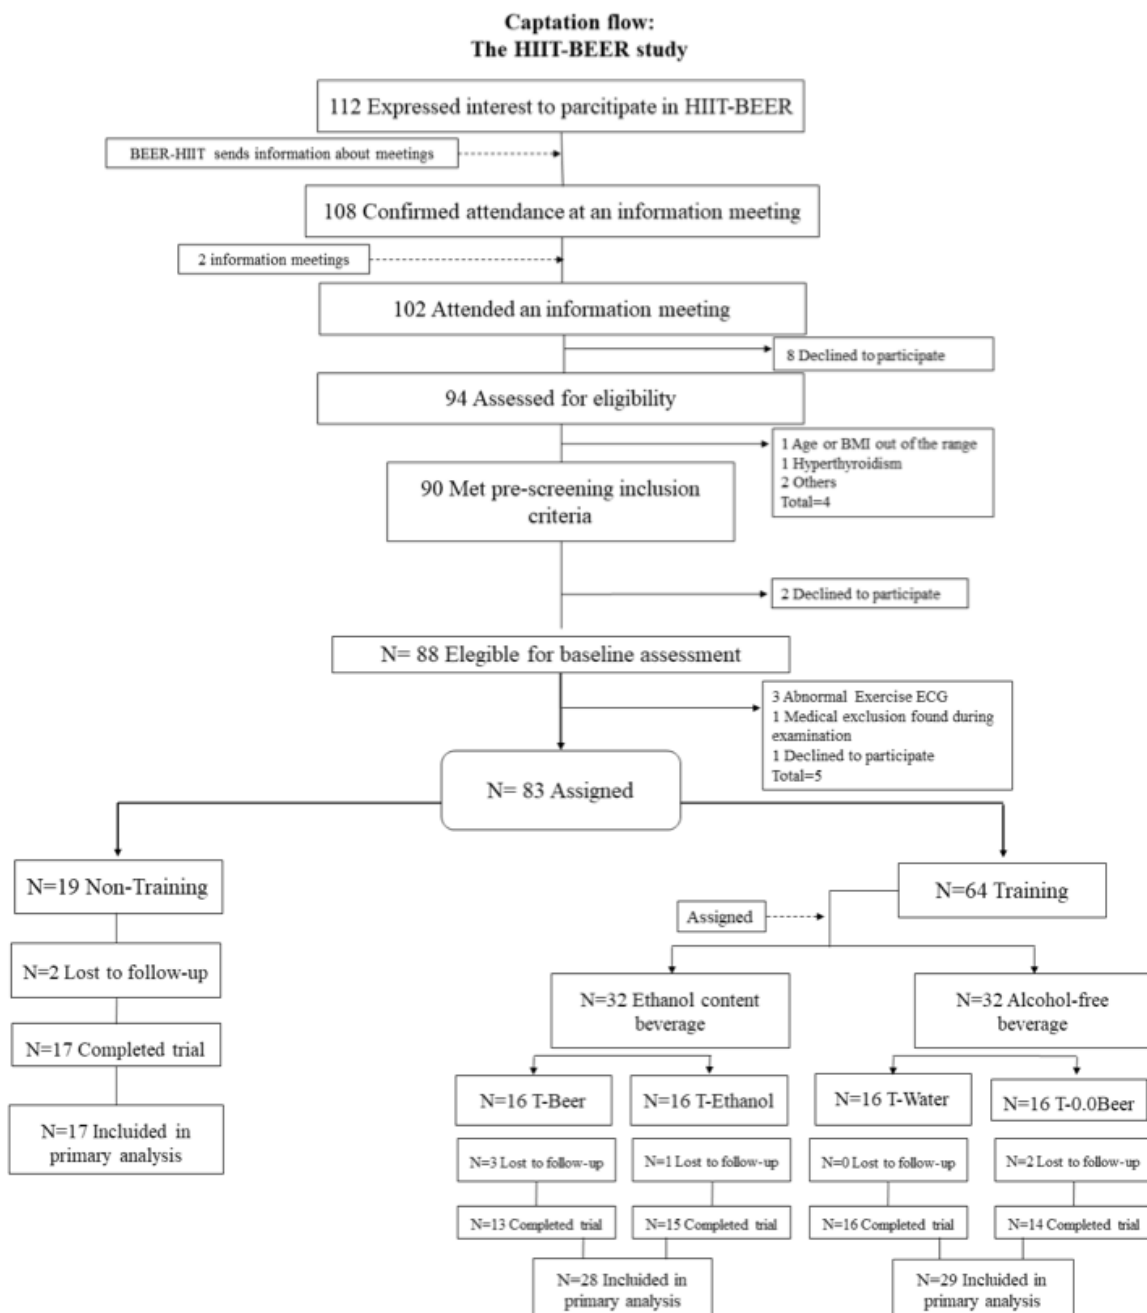 Captation flow:
The HIIT-BEER study
112 Expressed interest to parcitipate in HIIT-BEER
BEER-HIIT sends information about meetings
108 Confirmed attendance at an information meeting
2 information meetings
102 Attended an information meeting
8 Declined to participate
94 Assessed for eligibility
1 Age or BMI out of the range
1 Hyperthyroidism
2 Others
Total=4
90 Met pre-screening inclusion
criteria
2 Declined to participate
N= 88 Elegible for baseline assessment
3 Abnormal Exercise ECG
1 Medical exclusion found during
examination
1 Declined to participate
Total=5
N= 83 Assigned
N=19 Non-Training
N=64 Training
Assigned
N=2 Lost to follow-up
N=32 Ethanol content
beverage
N=32 Alcohol-free
beverage
N=17 Completed trial
N=16 T-Beer
N=16 T-Ethanol
N=16 T-Water
N=16 T-0.0Beer
N=17 Incluided in
primary analysis
N=3 Lost to follow-up
N=1 Lost to follow-up
N=0 Lost to follow-up
N=2 Lost to follow-up
N=13 Completed trial
N=15 Completed trial
N=16 Completed trial
N=14 Completed trial
N=28 Incluided in
primary analysis
N=29 Incluided in
primary analysis